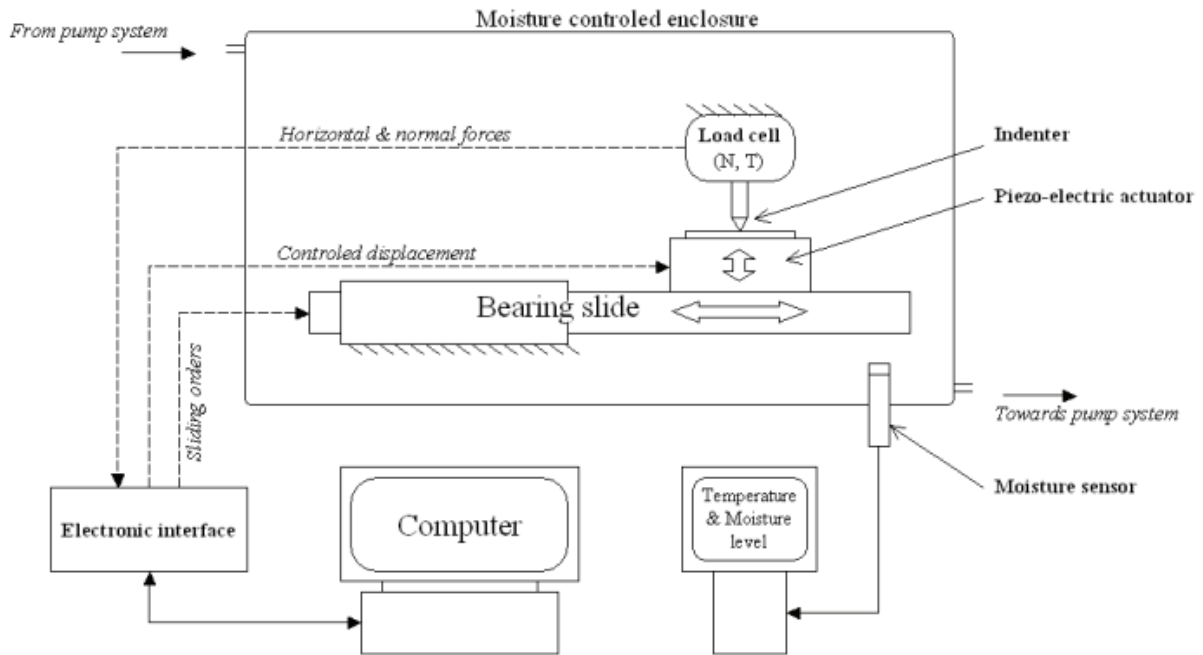 Moisture controled enclosure
From pump system
Horizontal & normal forces
Load cell
(N, T)
Indenter
Piezo-electric actuator
Controled displacement
Bearing slide
Sliding orders
Towards pump system
Moisture sensor
Electronic interface
Computer
Temperature
& Moisture
level